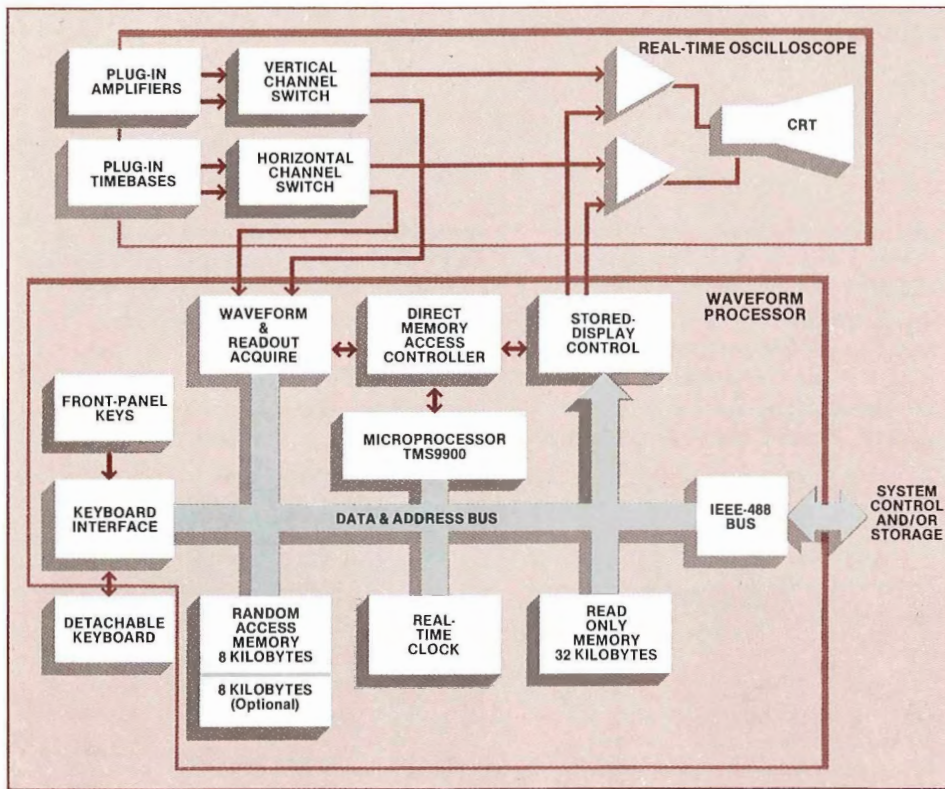 REAL-TIME OSCILLOSCOPE
PLUG-IN
AMPLIFIERS
VERTICAL
CHANNEL
SWITCH
CRT
PLUG-IN
TIMEBASES
HORIZONTAL
CHANNEL
SWITCH
WAVEFORM
PROCESSOR
WAVEFORM
&
READOUT
ACQUIRE
DIRECT
MEMORY
ACCESS
CONTROLLER
STORED-
DISPLAY
CONTROL
FRONT-PANEL
KEYS
MICROPROCESSOR
TMS9900
KEYBOARD
INTERFACE
DATA & ADDRESS BUS
IEEE-488
BUS
SYSTEM
CONTROL
AND/OR
STORAGE
DETACHABLE
KEYBOARD
RANDOM
ACCESS
MEMORY
8 KILOBYTES
8 KILOBYTES
(Optional)
REAL-
TIME
CLOCK
READ
ONLY
MEMORY
32 KILOBYTES